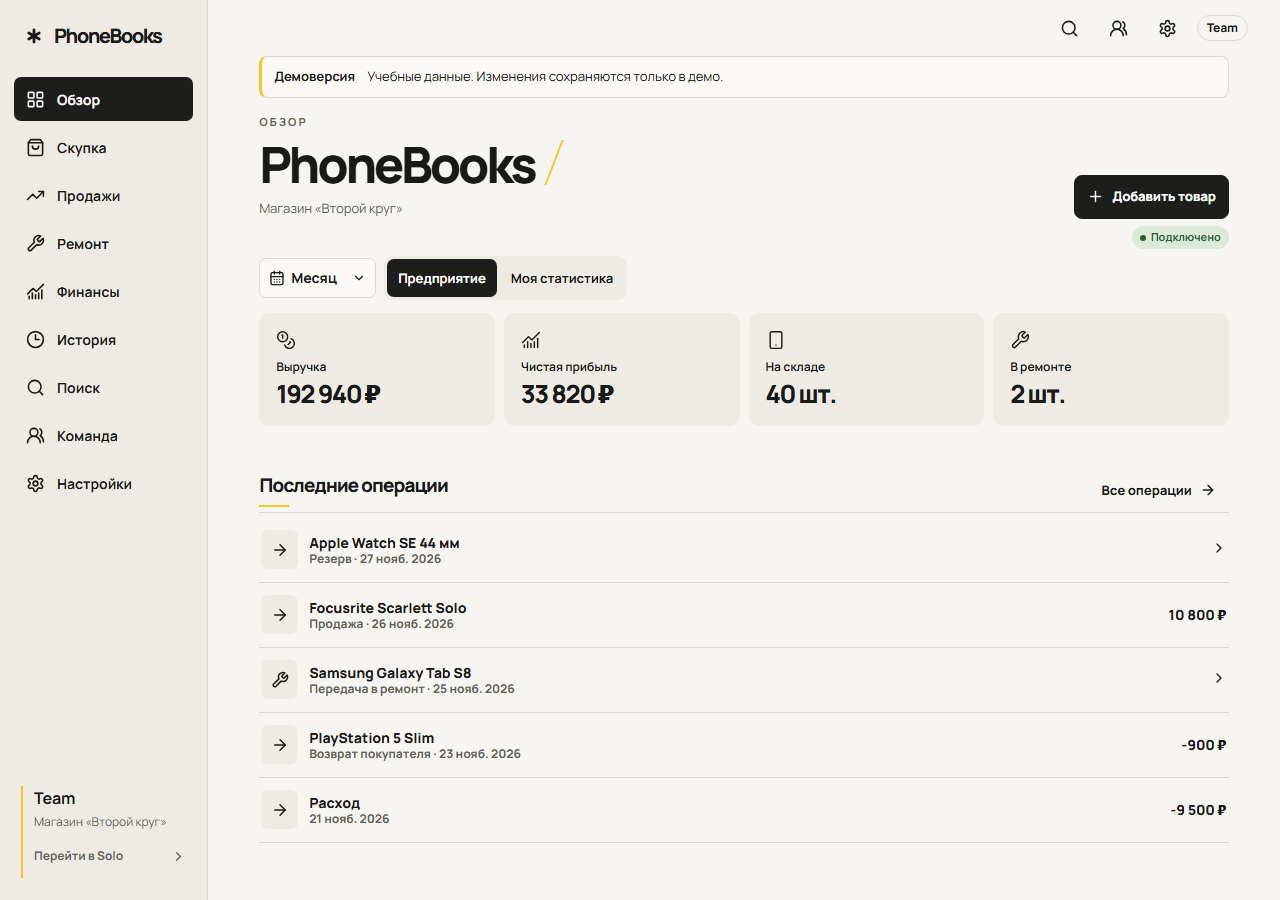 PhoneBooks
Обзор
Скупка
Продажи
Ремонт
Финансы
История
Поиск
Команда
Настройки
Team
Магазин «Второй круг»
Перейти в Solo
Team
Демоверсия Учебные данные. Изменения сохраняются только в демо.
ОБЗОР
PhoneBooks /
Магазин «Второй круг»
Добавить товар
Подключено
Месяц
Предприятие
Моя статистика
Выручка
192 940 ₽
Чистая прибыль
33 820 ₽
На складе
40 шт.
В ремонте
2 шт.
Последние операции
Все операции
Apple Watch SE 44 мм
Резерв · 27 нояб. 2026
Focusrite Scarlett Solo
Продажа · 26 нояб. 2026
10 800 ₽
Samsung Galaxy Tab S8
Передача в ремонт · 25 нояб. 2026
PlayStation 5 Slim
Возврат покупателя · 23 нояб. 2026
-900 ₽
Расход
21 нояб. 2026
-9 500 ₽